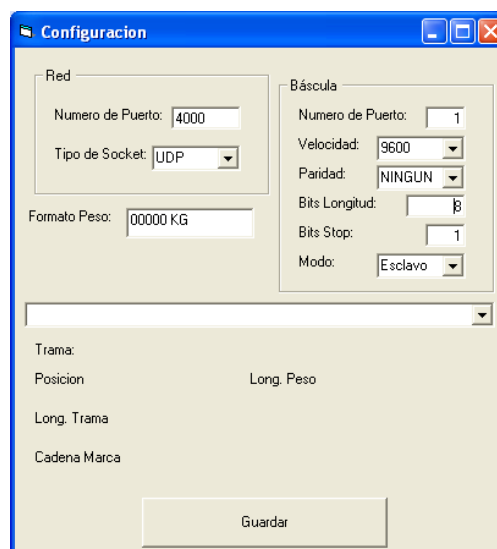 Configuracion
Red
Numero de Puerto: 4000
Tipo de Socket: UDP
Formato Peso: 00000 KG
Báscula
Numero de Puerto: 1
Velocidad: 9600
Paridad: NINGUN
Bits Longitud: 8
Bits Stop: 1
Modo: Esclavo
Trama:
Posicion Long. Peso
Long. Trama
Cadena Marca
Guardar